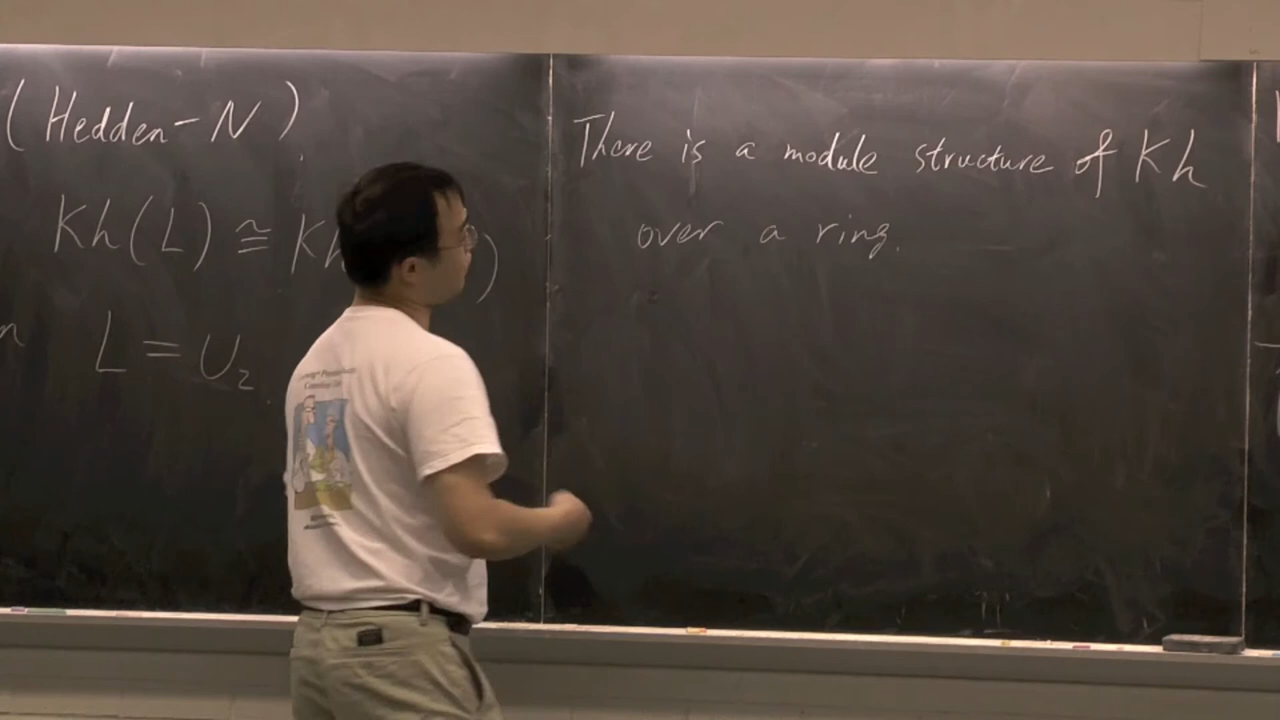 (Hedden-N)
Kh(L) ≅ Kh )
L = U₂
There is a module structure of Kh
over a ring.